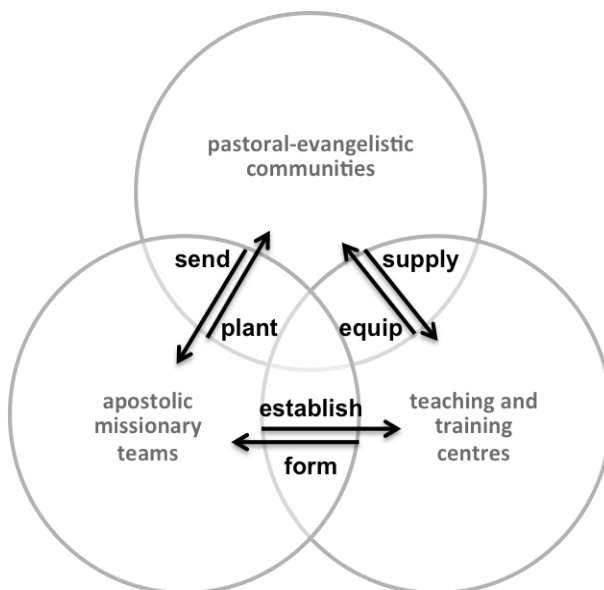 pastoral-evangelistic
communities
send
supply
plant
equip
apostolic
missionary
teams
establish
form
teaching and
training
centres